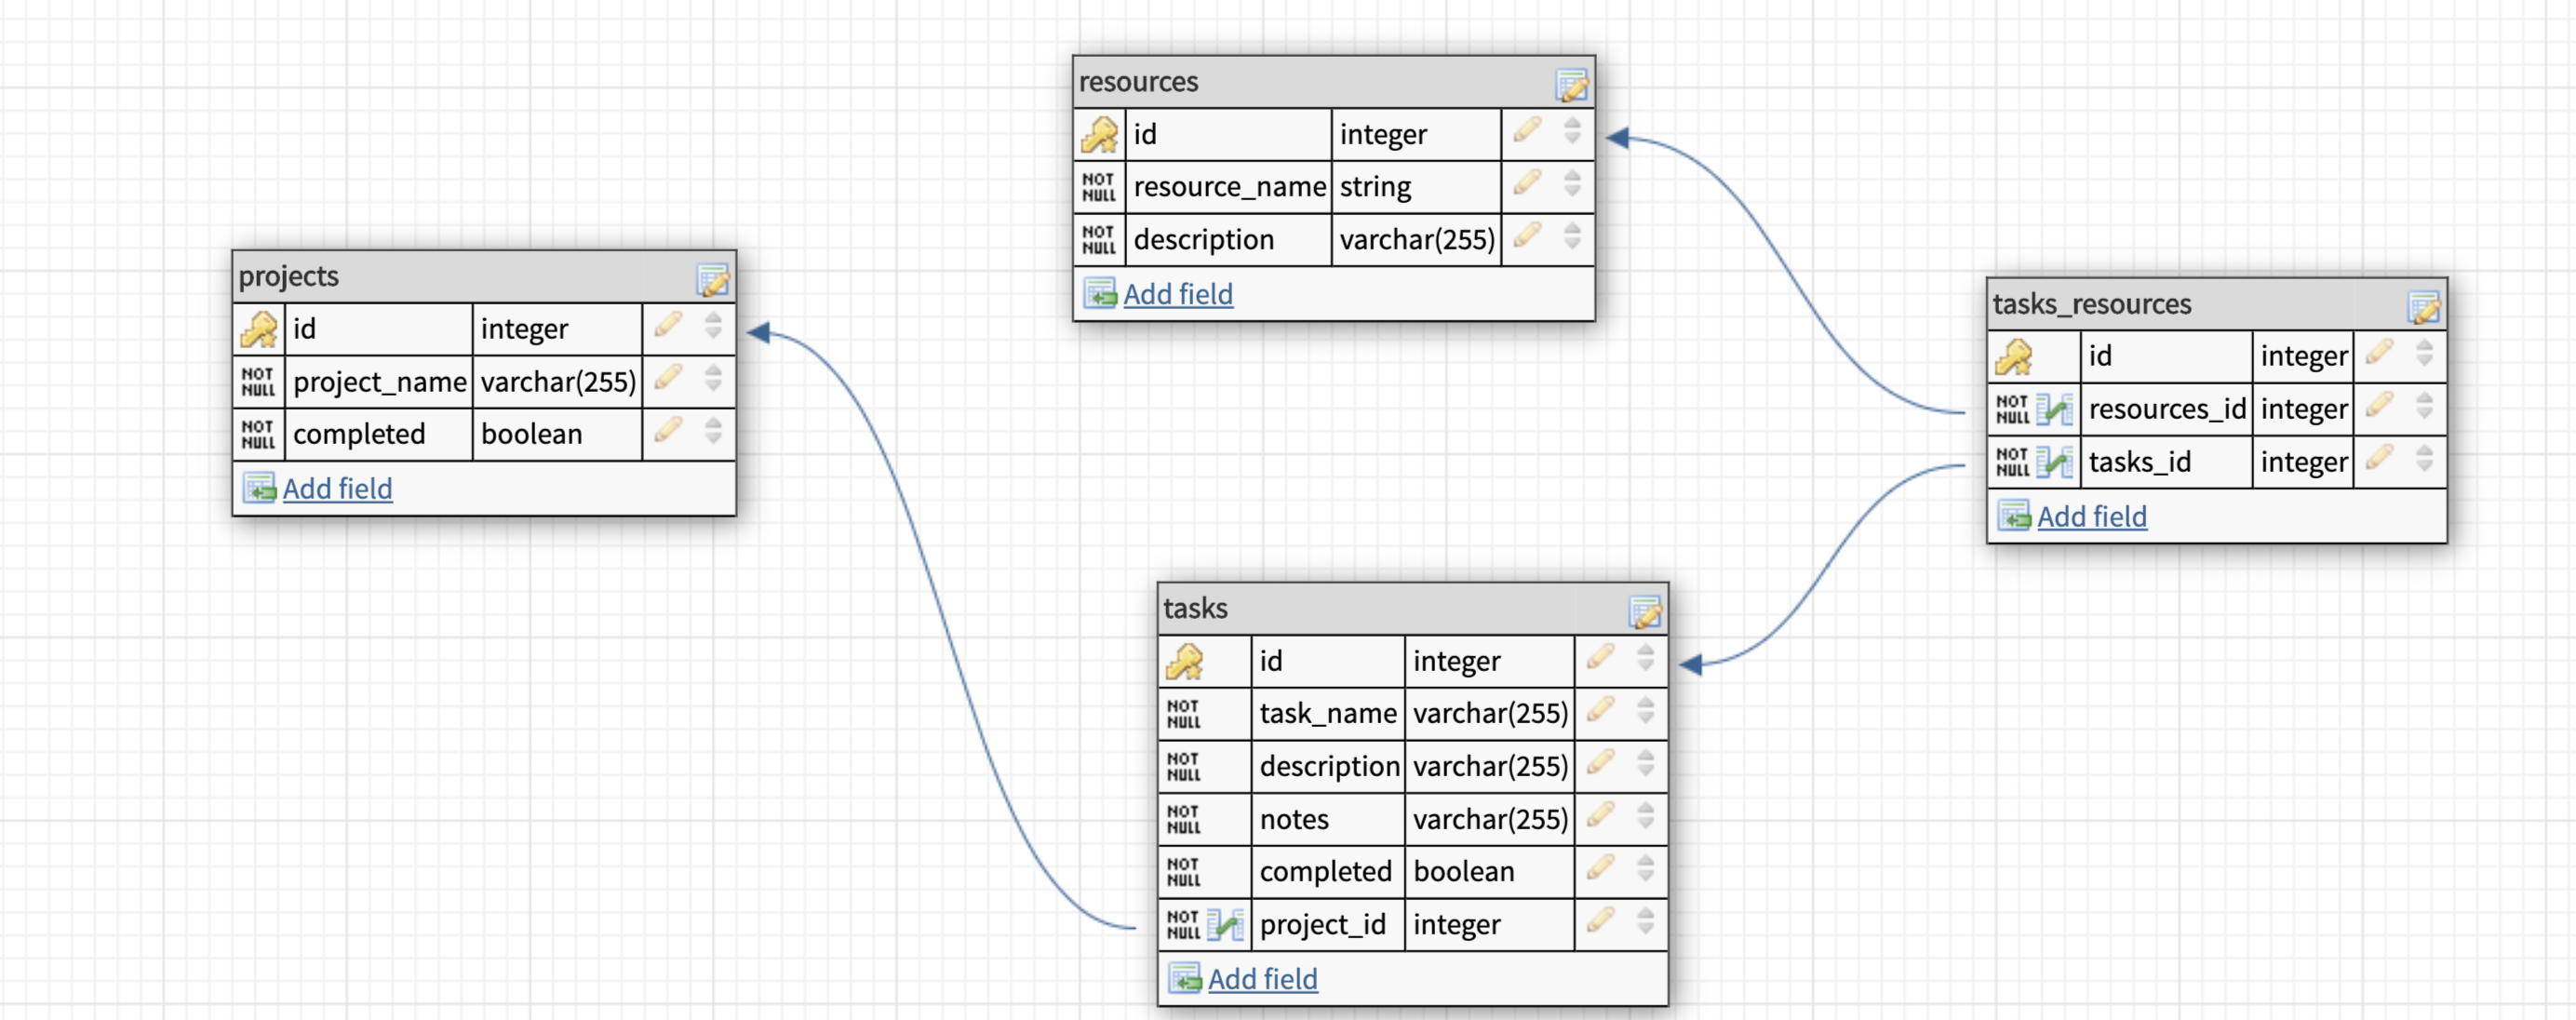 resources
id integer
NOT NULL resource_name string
NOT NULL description varchar(255)
Add field
projects
id integer
NOT NULL project_name varchar(255)
NOT NULL completed boolean
Add field
tasks_resources
id integer
NOT NULL resources_id integer
NOT NULL tasks_id integer
Add field
tasks
id integer
NOT NULL task_name varchar(255)
NOT NULL description varchar(255)
NOT NULL notes varchar(255)
NOT NULL completed boolean
NOT NULL project_id integer
Add field